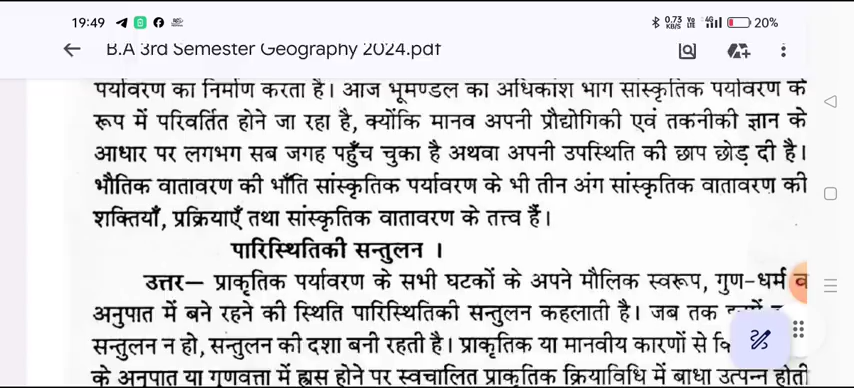 19:49 0.73 KB/S Vo LTE 4G 20%
B.A 3rd Semester Geography 2024.pdf
पर्यावरण का निर्माण करता है। आज भूमण्डल का अधिकांश भाग सांस्कृतिक पर्यावरण के
रूप में परिवर्तित होने जा रहा है, क्योंकि मानव अपनी प्रौद्योगिकी एवं तकनीकी ज्ञान के
आधार पर लगभग सब जगह पहुँच चुका है अथवा अपनी उपस्थिति की छाप छोड़ दी है।
भौतिक वातावरण की भाँति सांस्कृतिक पर्यावरण के भी तीन अंग सांस्कृतिक वातावरण की
शक्तियाँ, प्रक्रियाएँ तथा सांस्कृतिक वातावरण के तत्त्व हैं।
पारिस्थितिकी सन्तुलन ।
उत्तर— प्राकृतिक पर्यावरण के सभी घटकों के अपने मौलिक स्वरूप, गुण-धर्म व
अनुपात में बने रहने की स्थिति पारिस्थितिकी सन्तुलन कहलाती है। जब तक
सन्तुलन न हो, सन्तुलन की दशा बनी रहती है। प्राकृतिक या मानवीय कारणों से
के अनुपात या गुणवत्ता में ह्रास होने पर स्वचालित प्राकृतिक क्रियाविधि में बाधा उत्पन्न होती